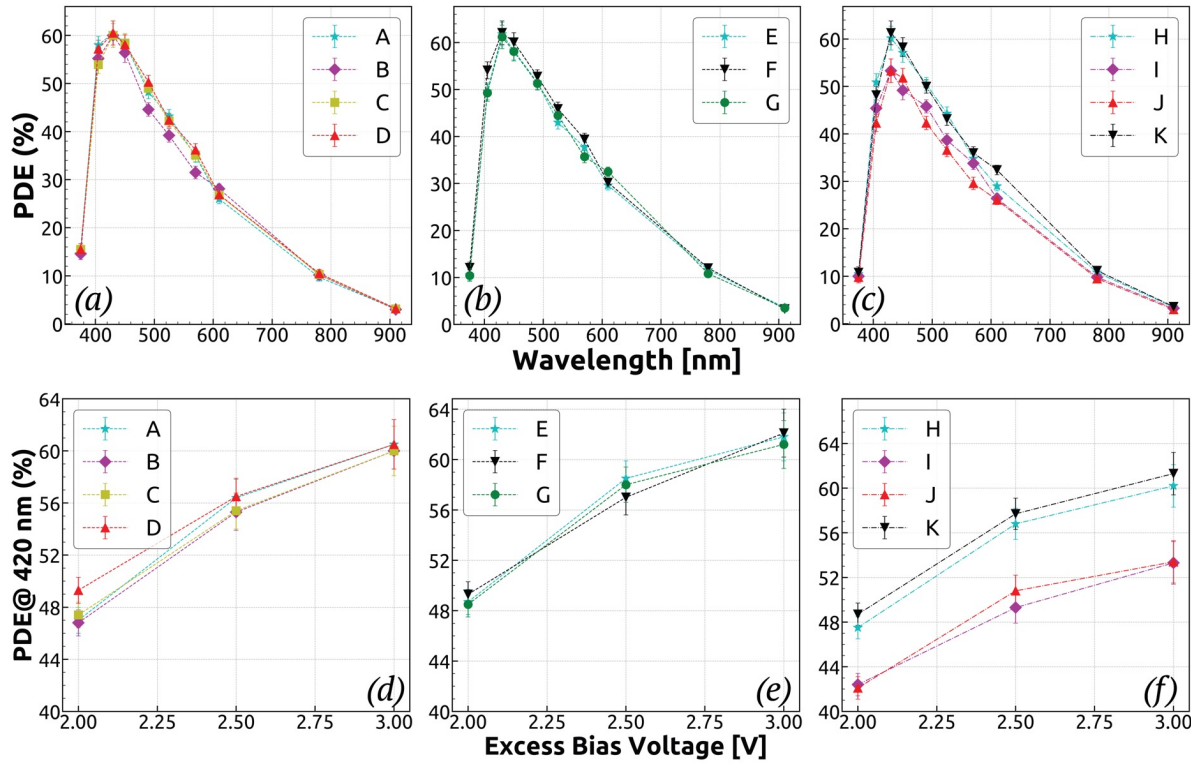 PDE (%)
60
50
40
30
20
10
0
A
B
C
D
(a)
400 500 600 700 800 900
60
50
40
30
20
10
0
E
F
G
(b)
400 500 600 700 800 900
60
50
40
30
20
10
0
H
I
J
K
(c)
400 500 600 700 800 900
Wavelength [nm]
PDE@ 420 nm (%)
64
60
56
52
48
44
40
A
B
C
D
(d)
2.00 2.25 2.50 2.75 3.00
64
60
56
52
48
44
40
E
F
G
(e)
2.00 2.25 2.50 2.75 3.00
64
60
56
52
48
44
40
H
I
J
K
(f)
2.00 2.25 2.50 2.75 3.00
Excess Bias Voltage [V]